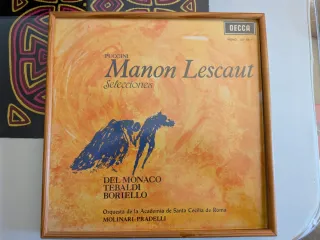 DECCA
PUCCINI
Manon Lescaut
Selecciones
DEL MONACO
TEBALDI
BORIELLO
Orquesta de la Academia de Santa Cecilia de Roma
MOLINARI-PRADELLI